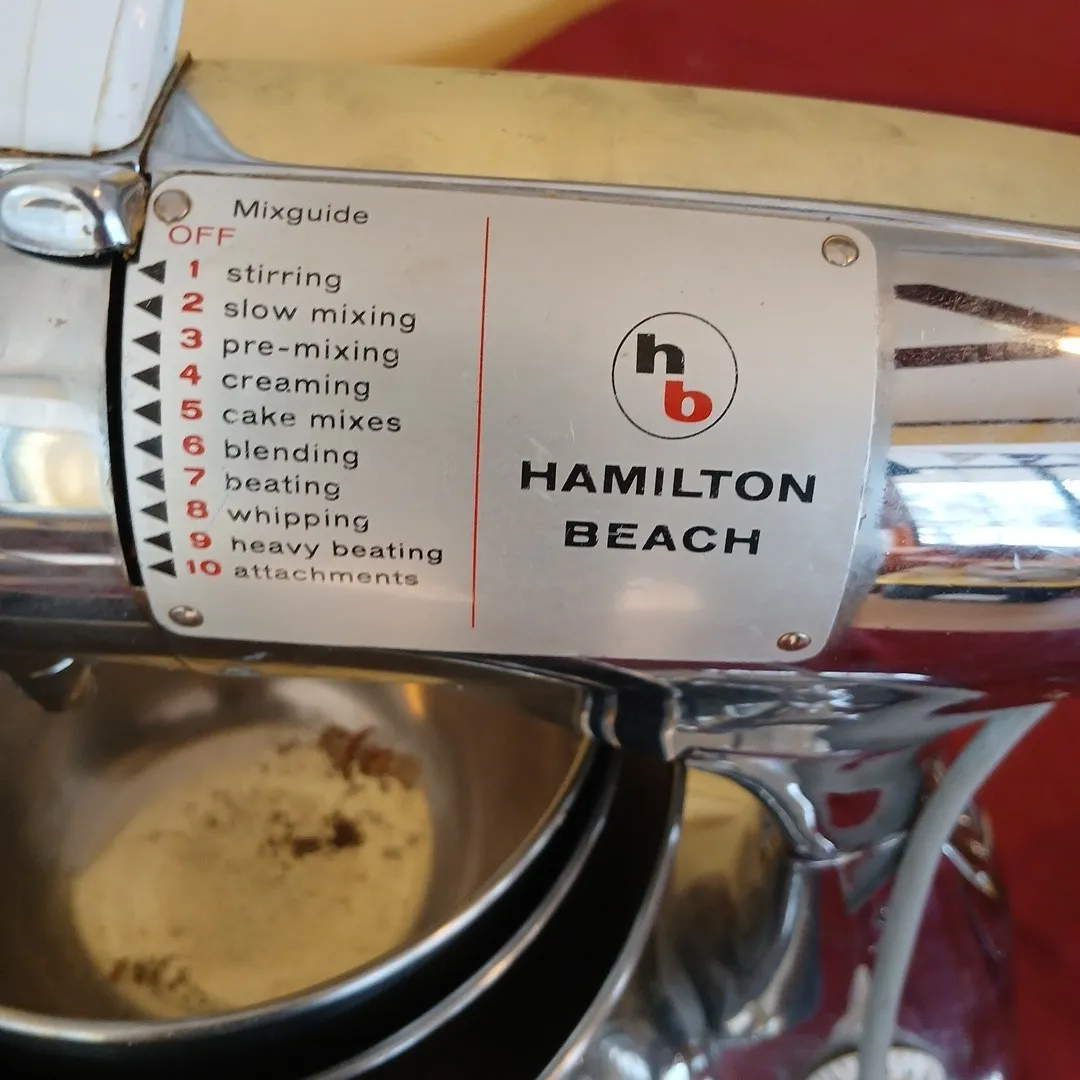 Mixguide
OFF
1 stirring
2 slow mixing
3 pre-mixing
4 creaming
5 cake mixes
6 blending
7 beating
8 whipping
9 heavy beating
10 attachments
h
b
HAMILTON
BEACH